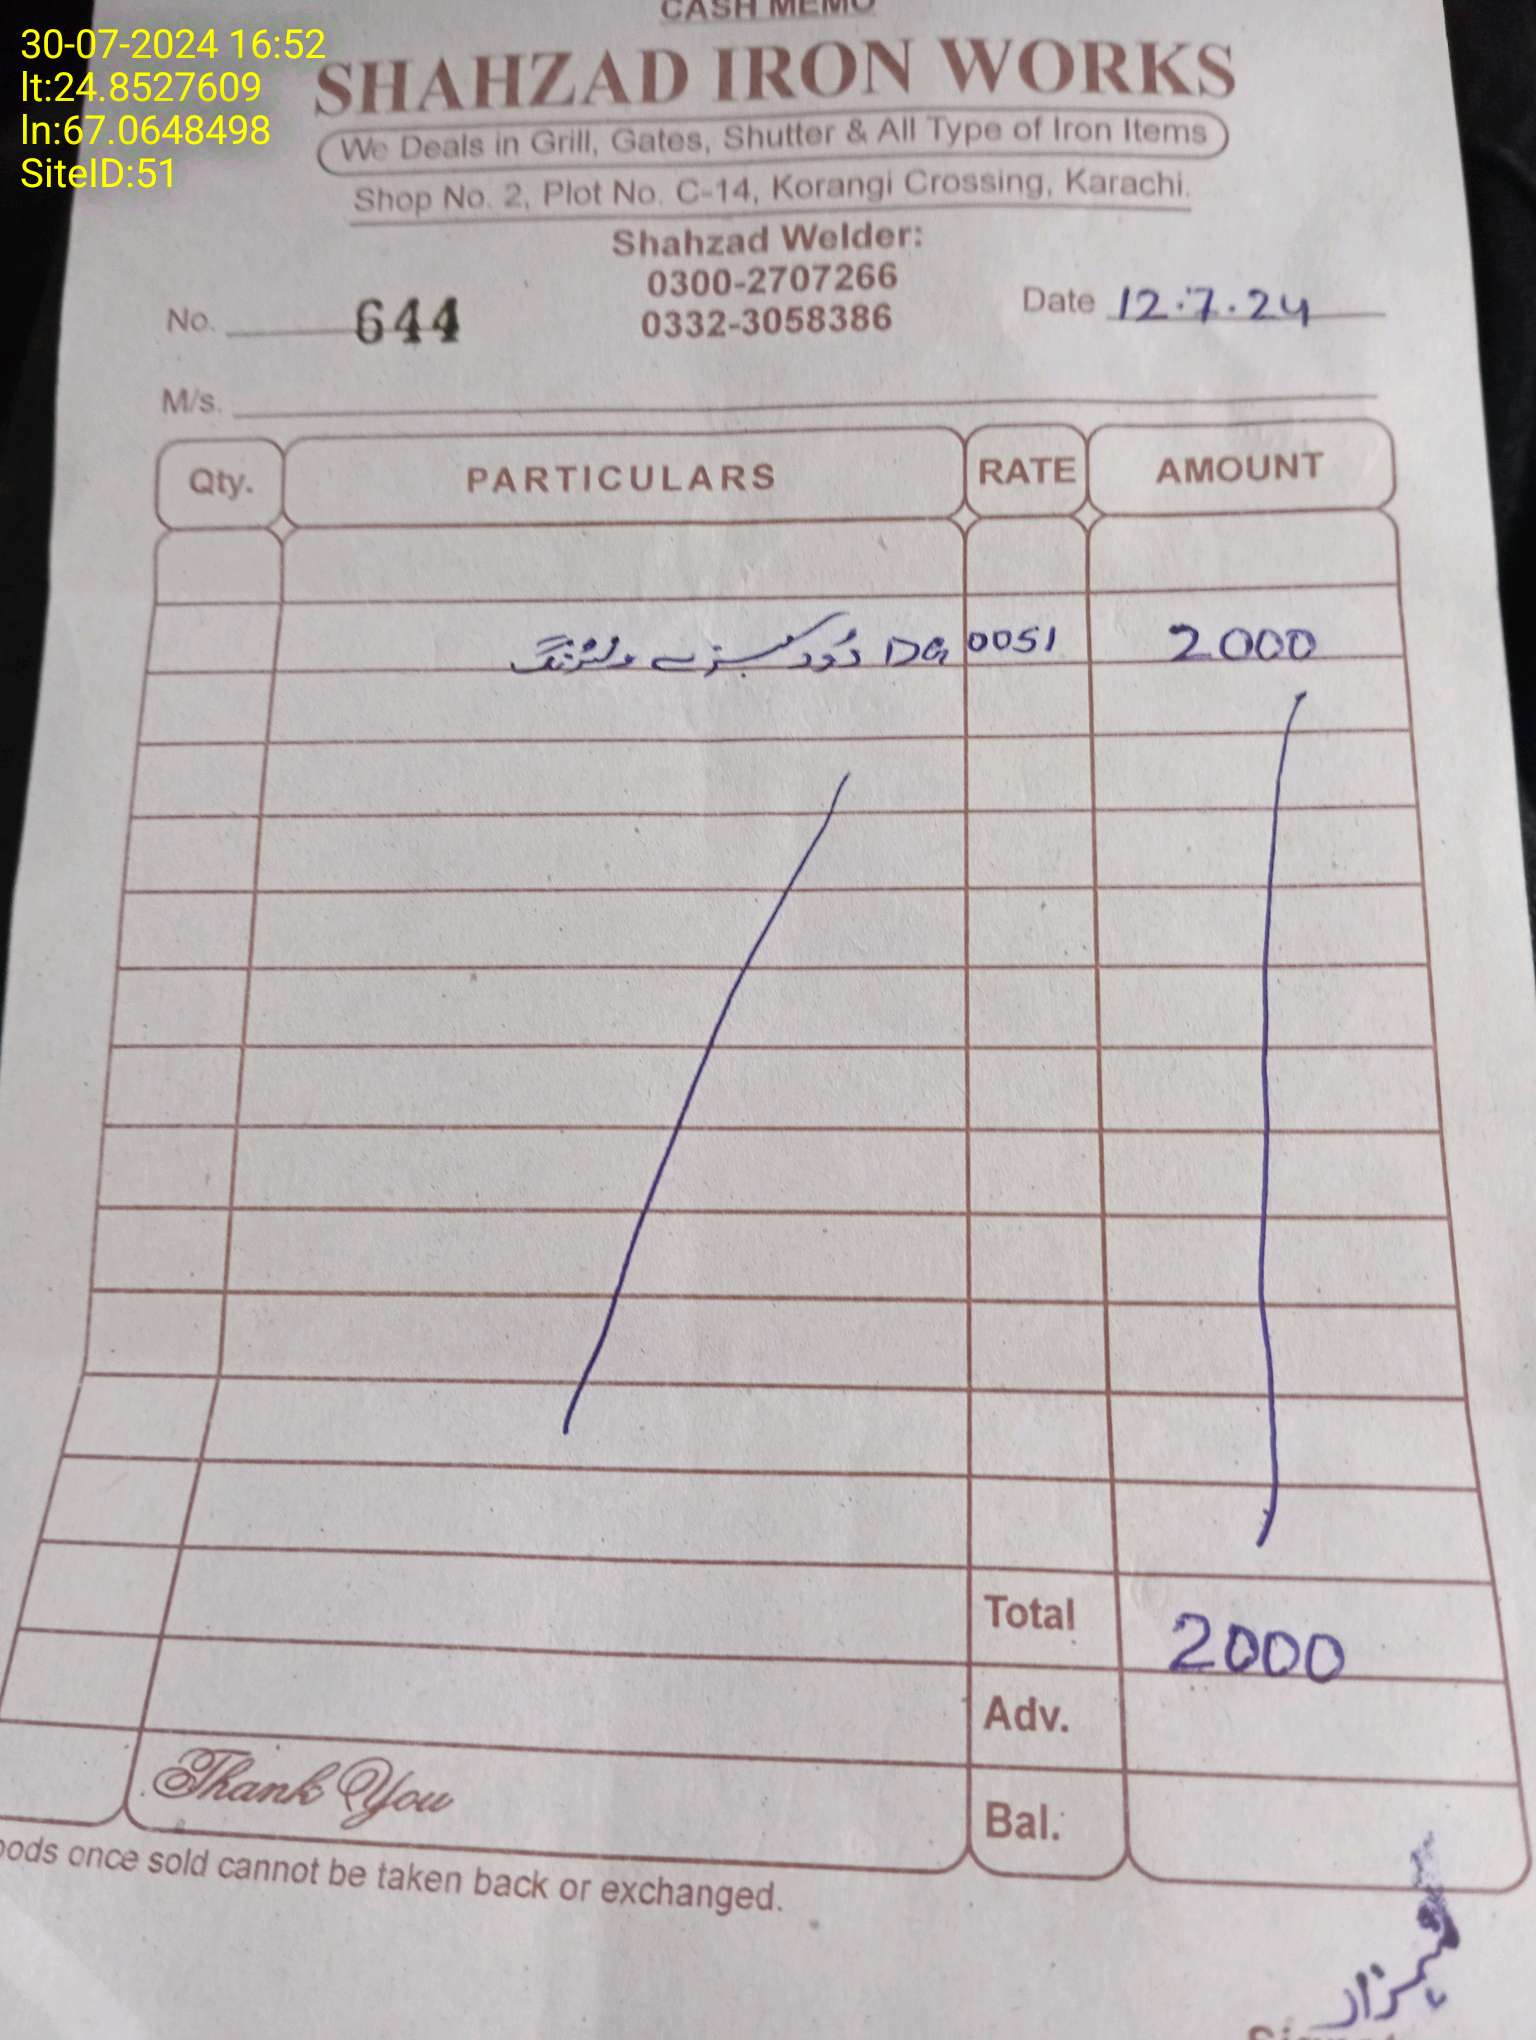 30-07-2024 16:52
lt:24.8527609
ln:67.0648498
SiteID:51
CASH MEMO
SHAHZAD IRON WORKS
We Deals in Grill, Gates, Shutter & All Type of Iron Items
Shop No. 2, Plot No. C-14, Korangi Crossing, Karachi.
Shahzad Welder:
0300-2707266
0332-3058386
No. 644
Date 12.7.24
M/s.
Qty. PARTICULARS RATE AMOUNT
DG 0051 2000
Total 2000
Adv.
Bal.:
Thank You
oods once sold cannot be taken back or exchanged.
شہزاد